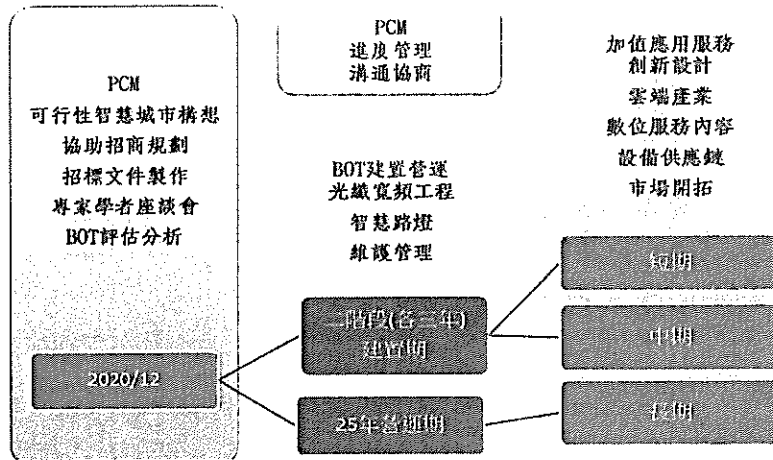 PCM
可行性智慧城市構想
協助招商規劃
招標文件製作
專家學者座談會
BOT評估分析
2020/12
PCM
進度管理
溝通協商
BOT建置營運
光纖寬頻工程
智慧路燈
維護管理
二階段(各三年)
建置期
25年營運期
加值應用服務
創新設計
雲端產業
數位服務內容
設備供應鏈
市場開拓
短期
中期
長期